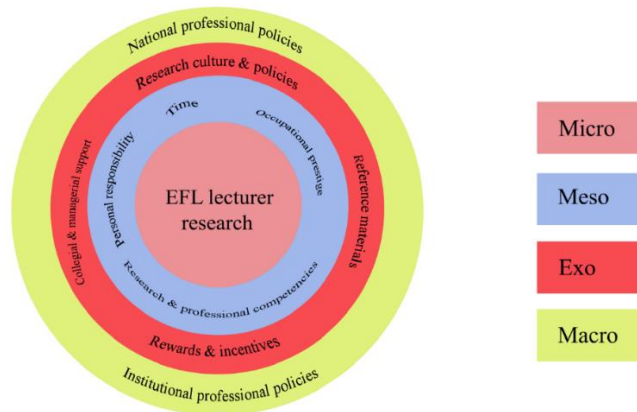 National professional policies
Research culture & policies
Time
Occupational prestige
Personal responsibility
Collegial & managerial support
Reference materials
EFL lecturer
research
Research & professional competencies
Rewards & incentives
Institutional professional policies
Micro
Meso
Exo
Macro